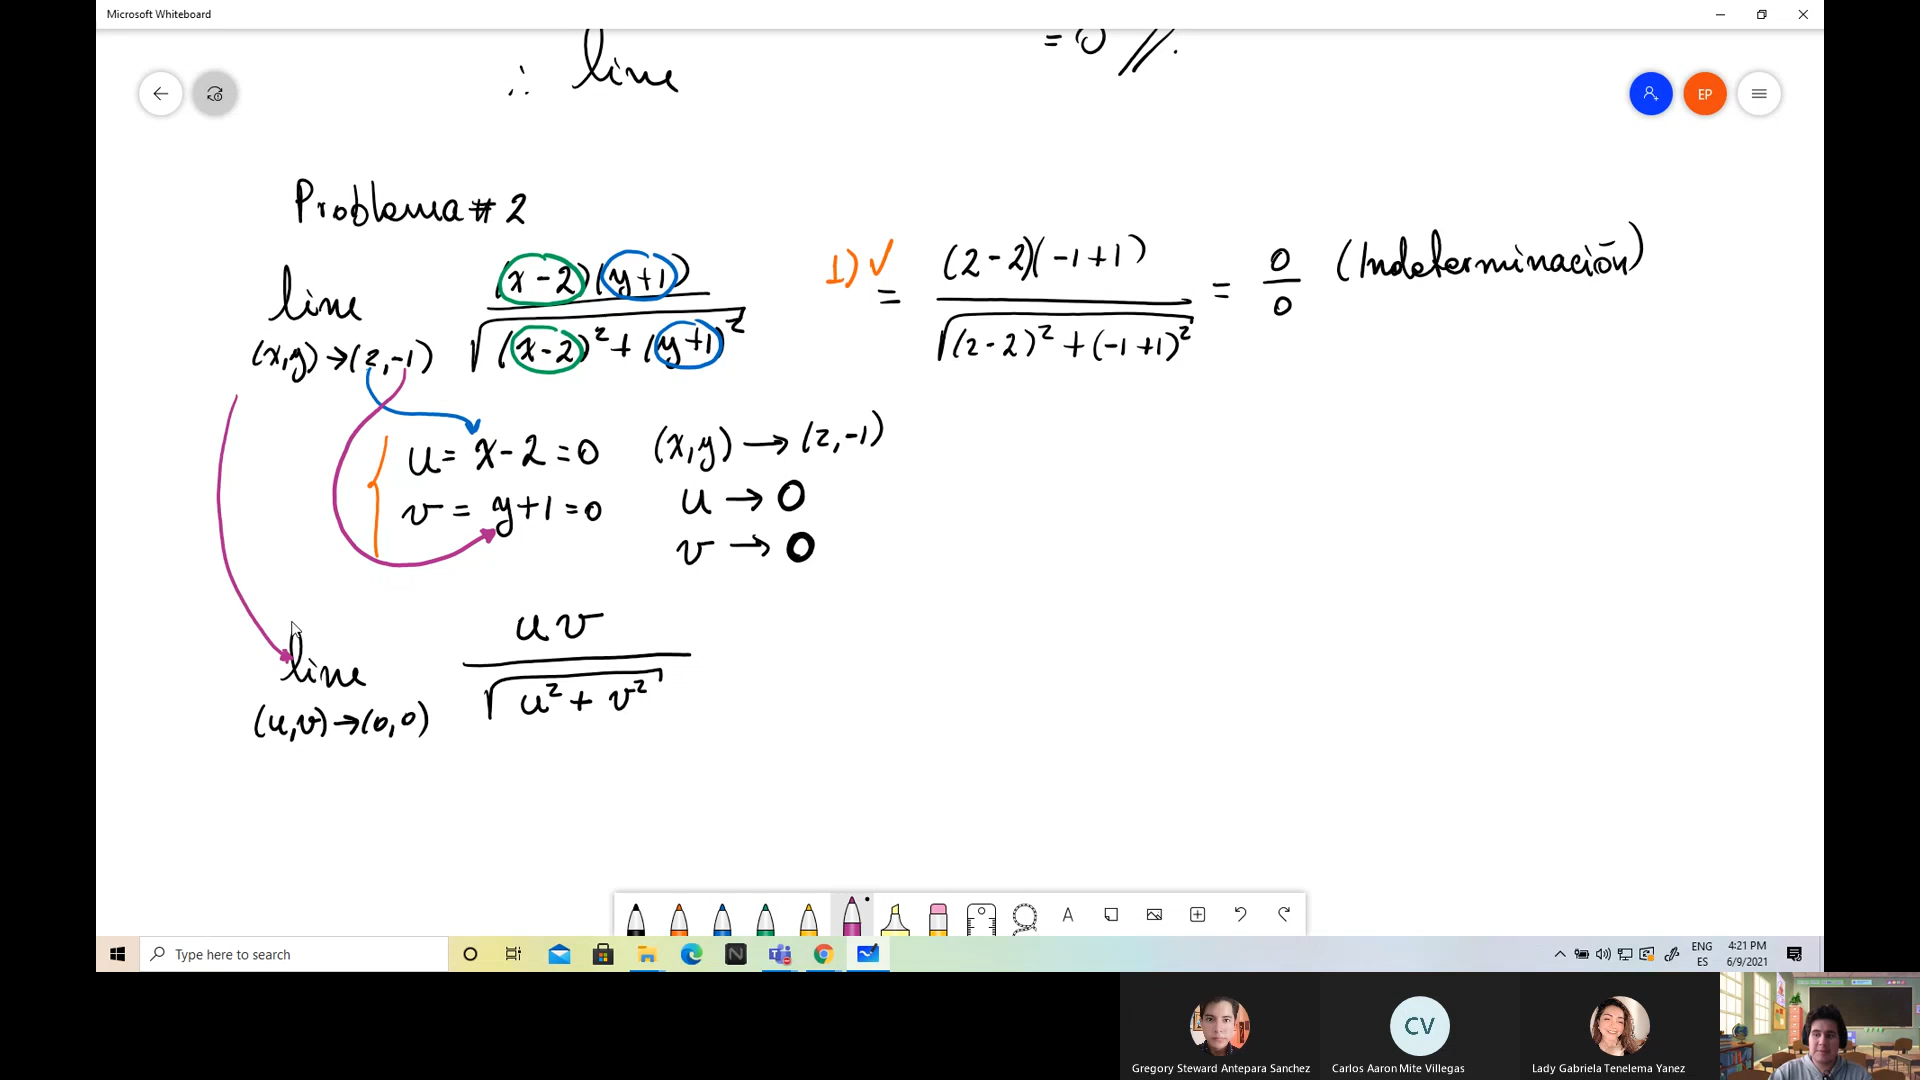 Microsoft Whiteboard
= 0 //.
∴ lim
EP
Problema # 2
lim (x,y)→(2,-1) (x-2)(y+1) / √((x-2)²+(y+1)²)
1) ✓ = (2-2)(-1+1) / √((2-2)²+(-1+1)²) = 0/0 (Indeterminación)
u = x-2 = 0 (x,y) → (2,-1)
v = y+1 = 0 u → 0
v → 0
lim (u,v)→(0,0) uv / √(u²+v²)
A
Type here to search
N
ENG
ES
4:21 PM
6/9/2021
CV
Gregory Steward Antepara Sanchez
Carlos Aaron Mite Villegas
Lady Gabriela Tenelema Yanez